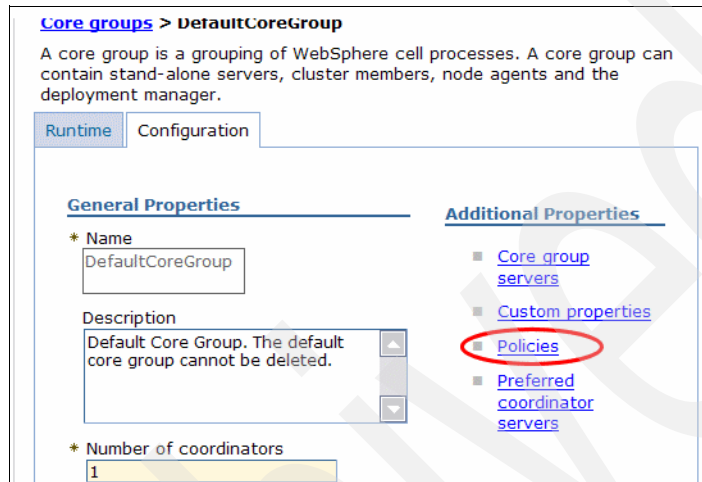 Core groups > DefaultCoreGroup
A core group is a grouping of WebSphere cell processes. A core group can
contain stand-alone servers, cluster members, node agents and the
deployment manager.
Runtime
Configuration
General Properties
* Name
DefaultCoreGroup
Description
Default Core Group. The default
core group cannot be deleted.
* Number of coordinators
1
Additional Properties
Core group
servers
Custom properties
Policies
Preferred
coordinator
servers